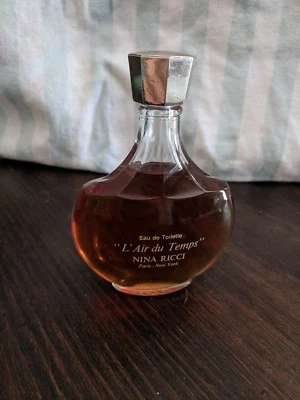 Eau de Toilette
"L'Air du Temps"
NINA RICCI
Paris - New York